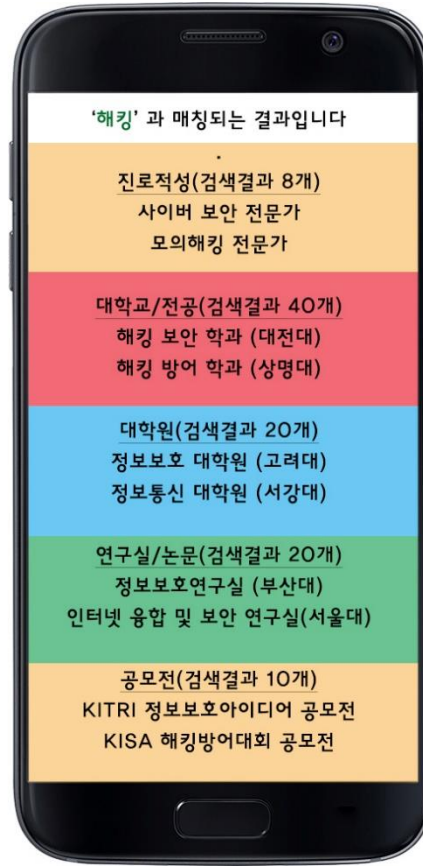 ‘해킹’ 과 매칭되는 결과입니다
진로적성(검색결과 8개)
사이버 보안 전문가
모의해킹 전문가
대학교/전공(검색결과 40개)
해킹 보안 학과 (대전대)
해킹 방어 학과 (상명대)
대학원(검색결과 20개)
정보보호 대학원 (고려대)
정보통신 대학원 (서강대)
연구실/논문(검색결과 20개)
정보보호연구실 (부산대)
인터넷 융합 및 보안 연구실(서울대)
공모전(검색결과 10개)
KITRI 정보보호아이디어 공모전
KISA 해킹방어대회 공모전